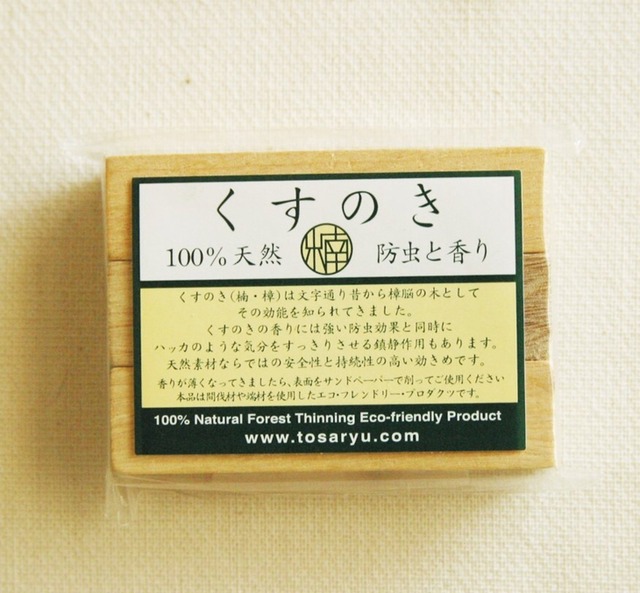 くすのき
100%天然 楠 防虫と香り
くすのき(楠・樟)は文字通り昔から樟脳の木として
その効能を知られてきました。
くすのきの香りには強い防虫効果と同時に
ハッカのような気分をすっきりさせる鎮静作用もあります。
天然素材ならではの安全性と持続性の高い効きめです。
香りが薄くなってきましたら、表面をサンドペーパーで削ってご使用ください
本品は間伐材や端材を使用したエコ・フレンドリー・プロダクツです。
100% Natural Forest Thinning Eco-friendly Product
www.tosaryu.com